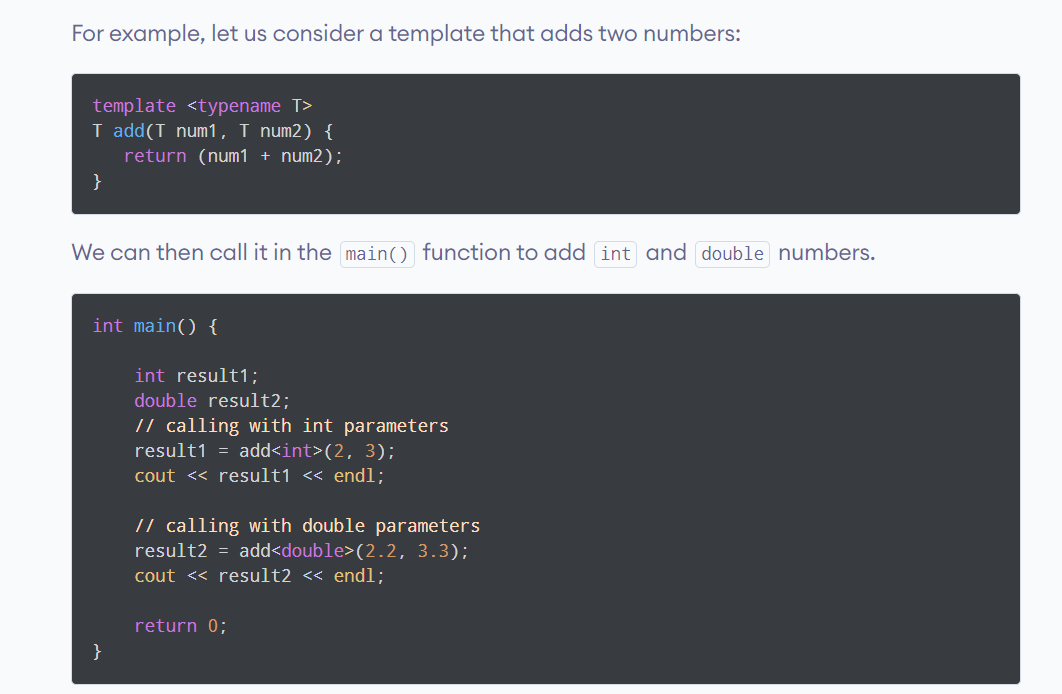 For example, let us consider a template that adds two numbers:
template <typename T>
T add(T num1, T num2) {
   return (num1 + num2);
}
We can then call it in the main() function to add int and double numbers.
int main() {
    int result1;
    double result2;
    // calling with int parameters
    result1 = add<int>(2, 3);
    cout << result1 << endl;
    // calling with double parameters
    result2 = add<double>(2.2, 3.3);
    cout << result2 << endl;
    return 0;
}